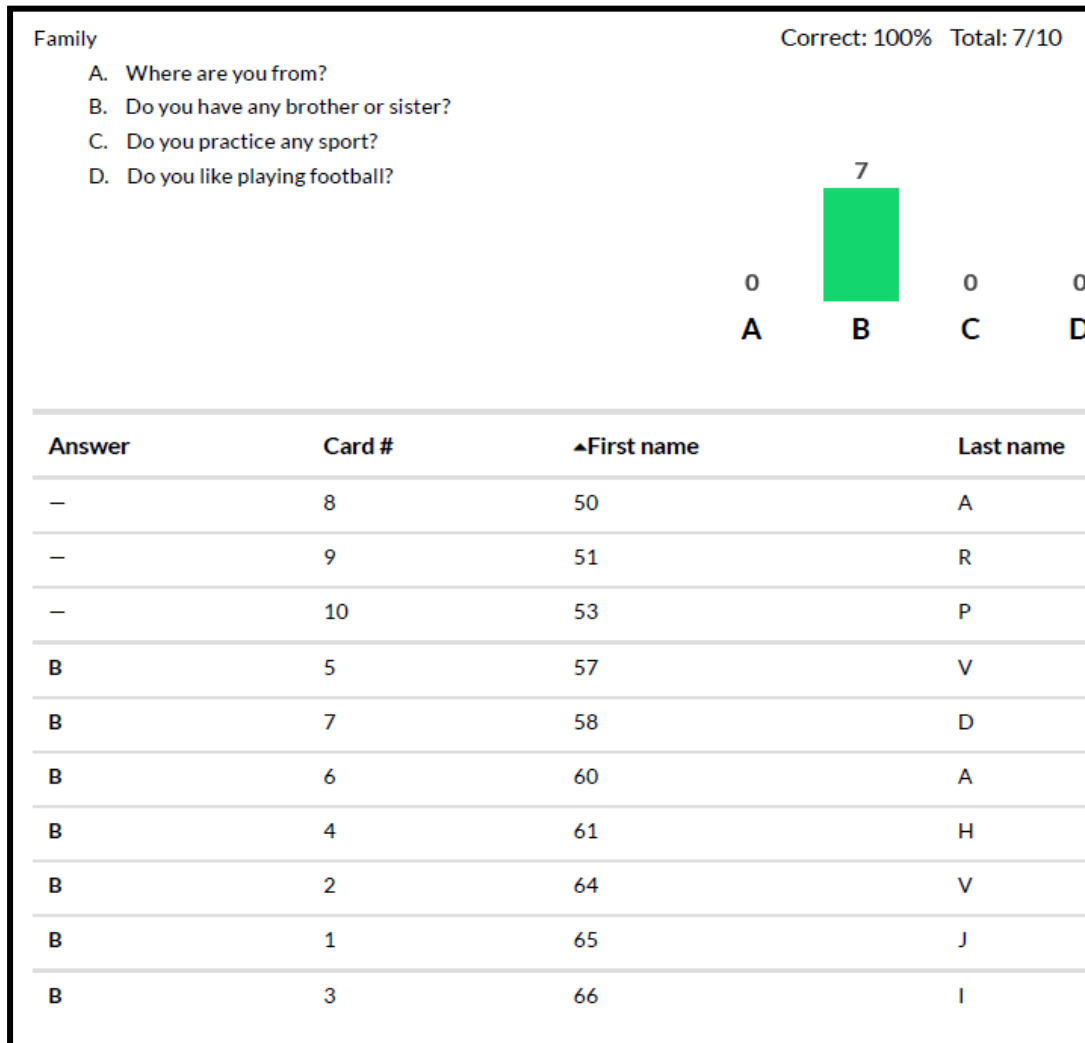 Family
Correct: 100% Total: 7/10
A. Where are you from?
B. Do you have any brother or sister?
C. Do you practice any sport?
D. Do you like playing football?
7
0 0 0
A B C D
Answer Card # ▲First name Last name
— 8 50 A
— 9 51 R
— 10 53 P
B 5 57 V
B 7 58 D
B 6 60 A
B 4 61 H
B 2 64 V
B 1 65 J
B 3 66 I